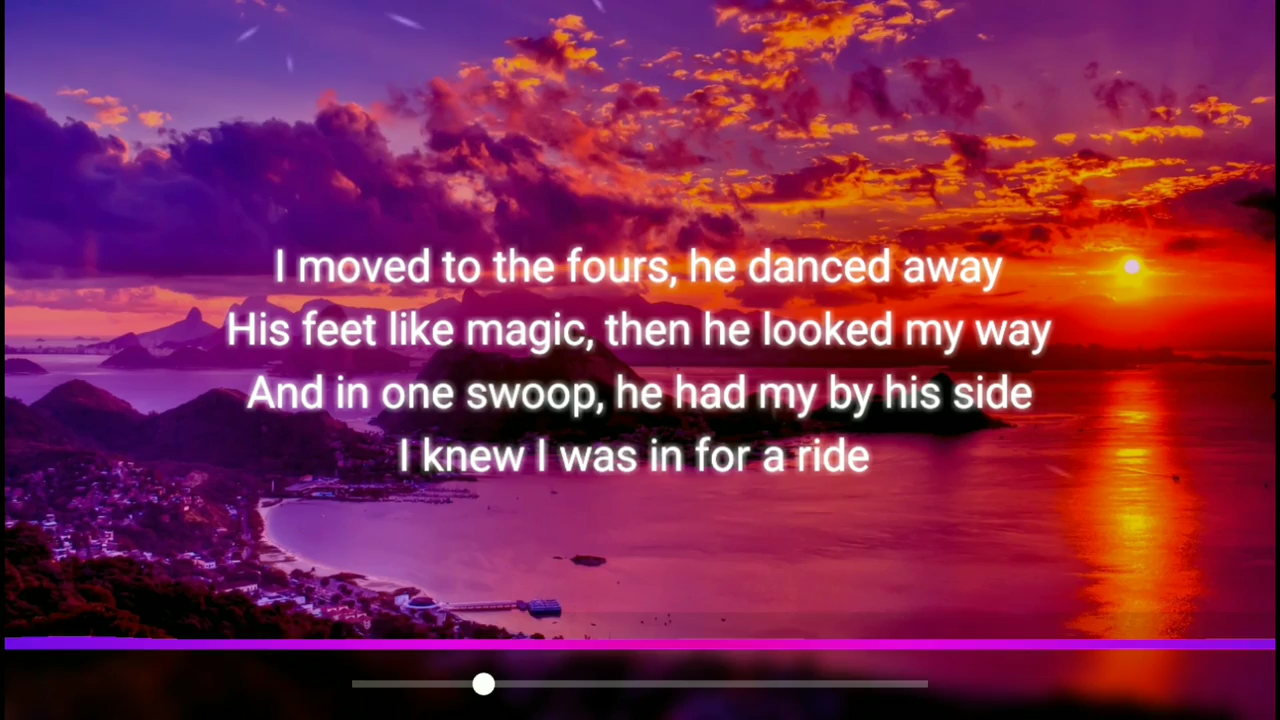 I moved to the fours, he danced away
His feet like magic, then he looked my way
And in one swoop, he had my by his side
I knew I was in for a ride